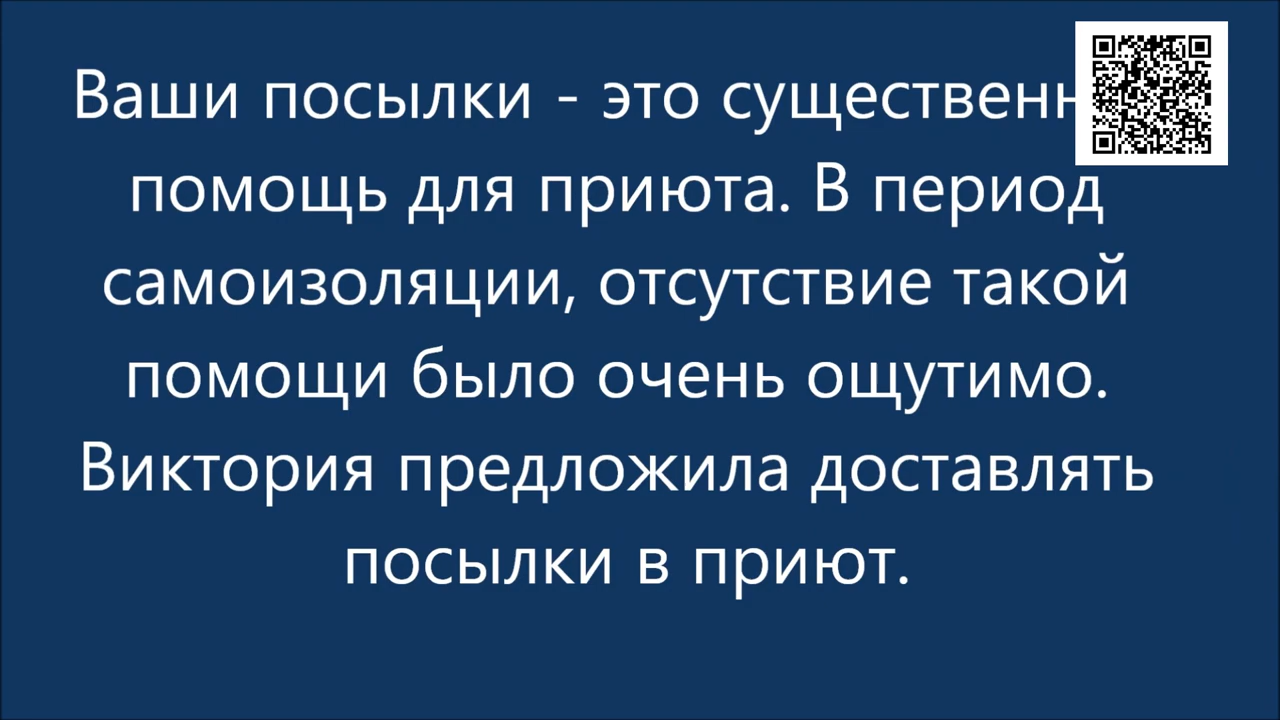 Ваши посылки - это
помощь для приюта. В период
самоизоляции, отсутствие такой
помощи было очень ощутимо.
Виктория предложила доставлять
посылки в приют.